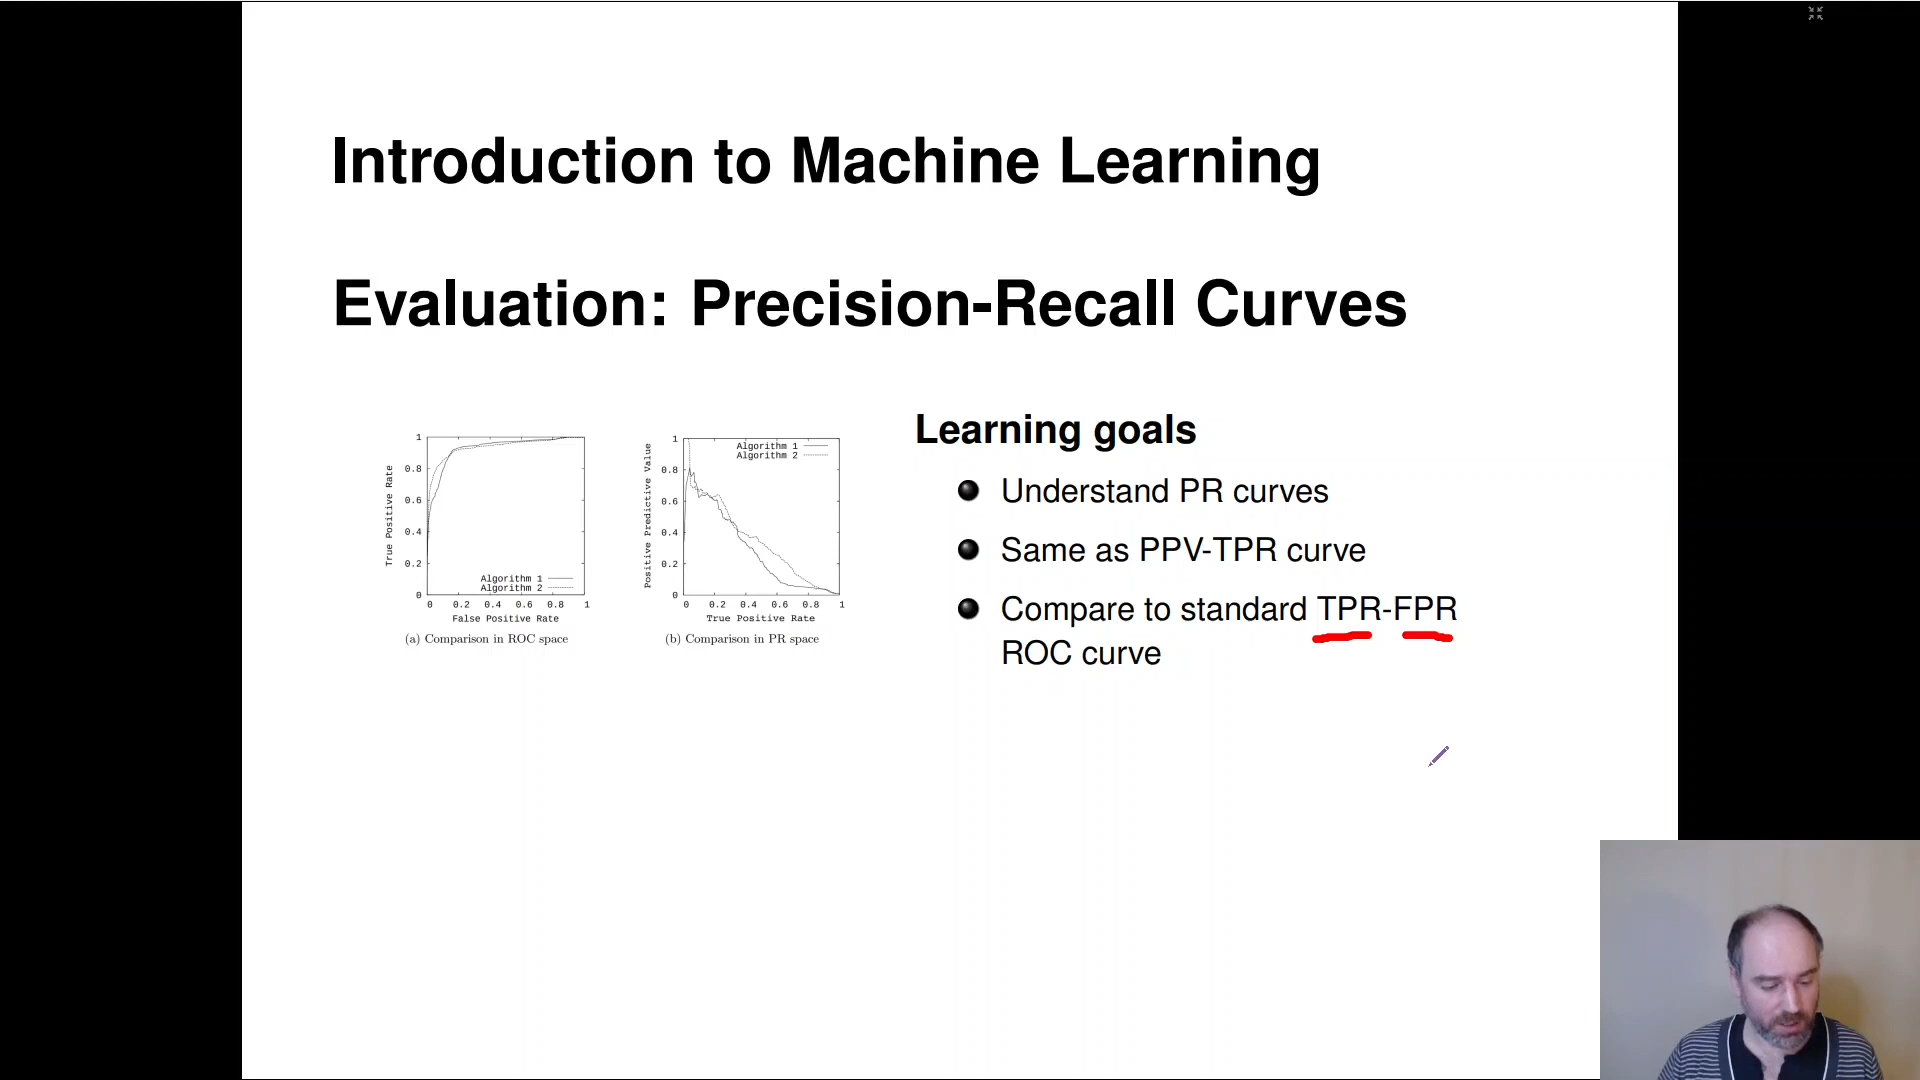 Introduction to Machine Learning
Evaluation: Precision-Recall Curves
True Positive Rate
1
0.8
0.6
0.4
0.2
0
Algorithm 1
Algorithm 2
0 0.2 0.4 0.6 0.8 1
False Positive Rate
(a) Comparison in ROC space
Positive Predictive Value
1
0.8
0.6
0.4
0.2
0
Algorithm 1
Algorithm 2
0 0.2 0.4 0.6 0.8 1
True Positive Rate
(b) Comparison in PR space
Learning goals
Understand PR curves
Same as PPV-TPR curve
Compare to standard TPR-FPR
ROC curve